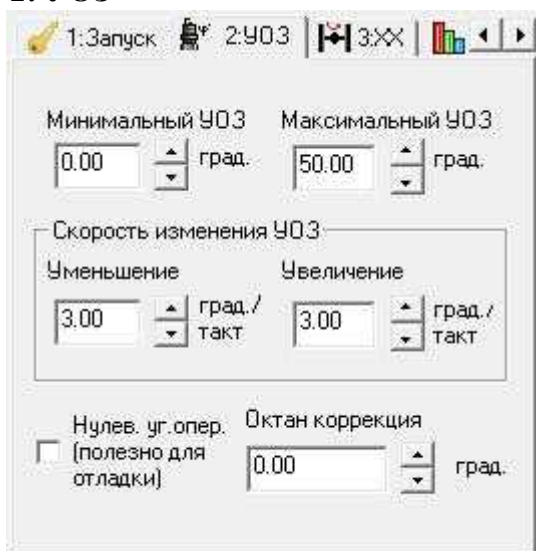 1:Запуск 2:УОЗ 3:ХХ
Минимальный УОЗ Максимальный УОЗ
0.00 град. 50.00 град.
Скорость изменения УОЗ
Уменьшение Увеличение
3.00 град./ 3.00 град./
такт такт
Нулев. уг.опер. Октан коррекция
(полезно для 0.00 град.
отладки)